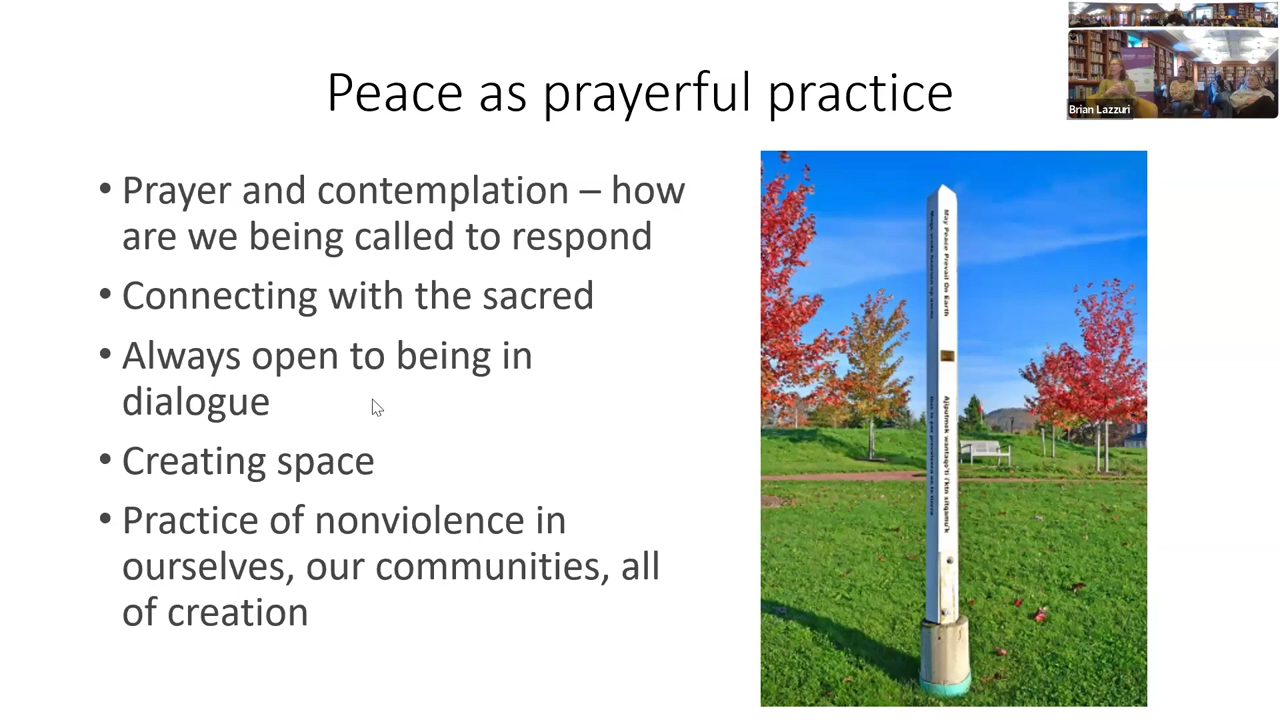 Peace as prayerful practice
• Prayer and contemplation – how
are we being called to respond
• Connecting with the sacred
• Always open to being in
dialogue
• Creating space
• Practice of nonviolence in
ourselves, our communities, all
of creation
May Peace Prevail On Earth
Brian Lazzuri